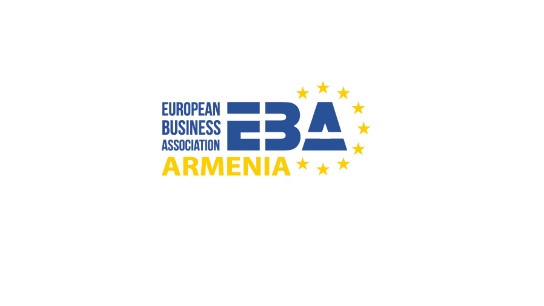 EUROPEAN
BUSINESS
ASSOCIATION
EBA
ARMENIA